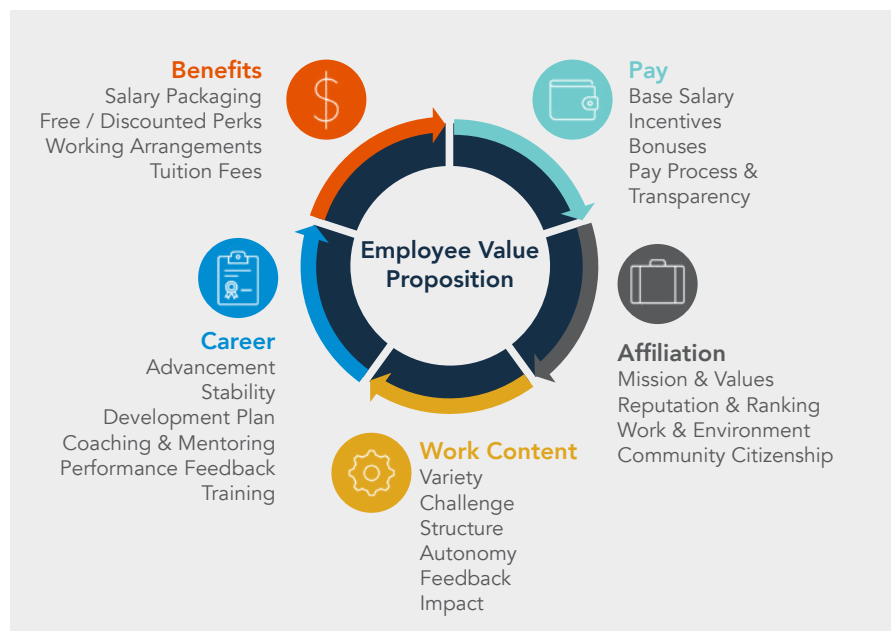 Benefits
Salary Packaging
Free / Discounted Perks
Working Arrangements
Tuition Fees
Pay
Base Salary
Incentives
Bonuses
Pay Process &
Transparency
Employee Value
Proposition
Career
Advancement
Stability
Development Plan
Coaching & Mentoring
Performance Feedback
Training
Affiliation
Mission & Values
Reputation & Ranking
Work & Environment
Community Citizenship
Work Content
Variety
Challenge
Structure
Autonomy
Feedback
Impact